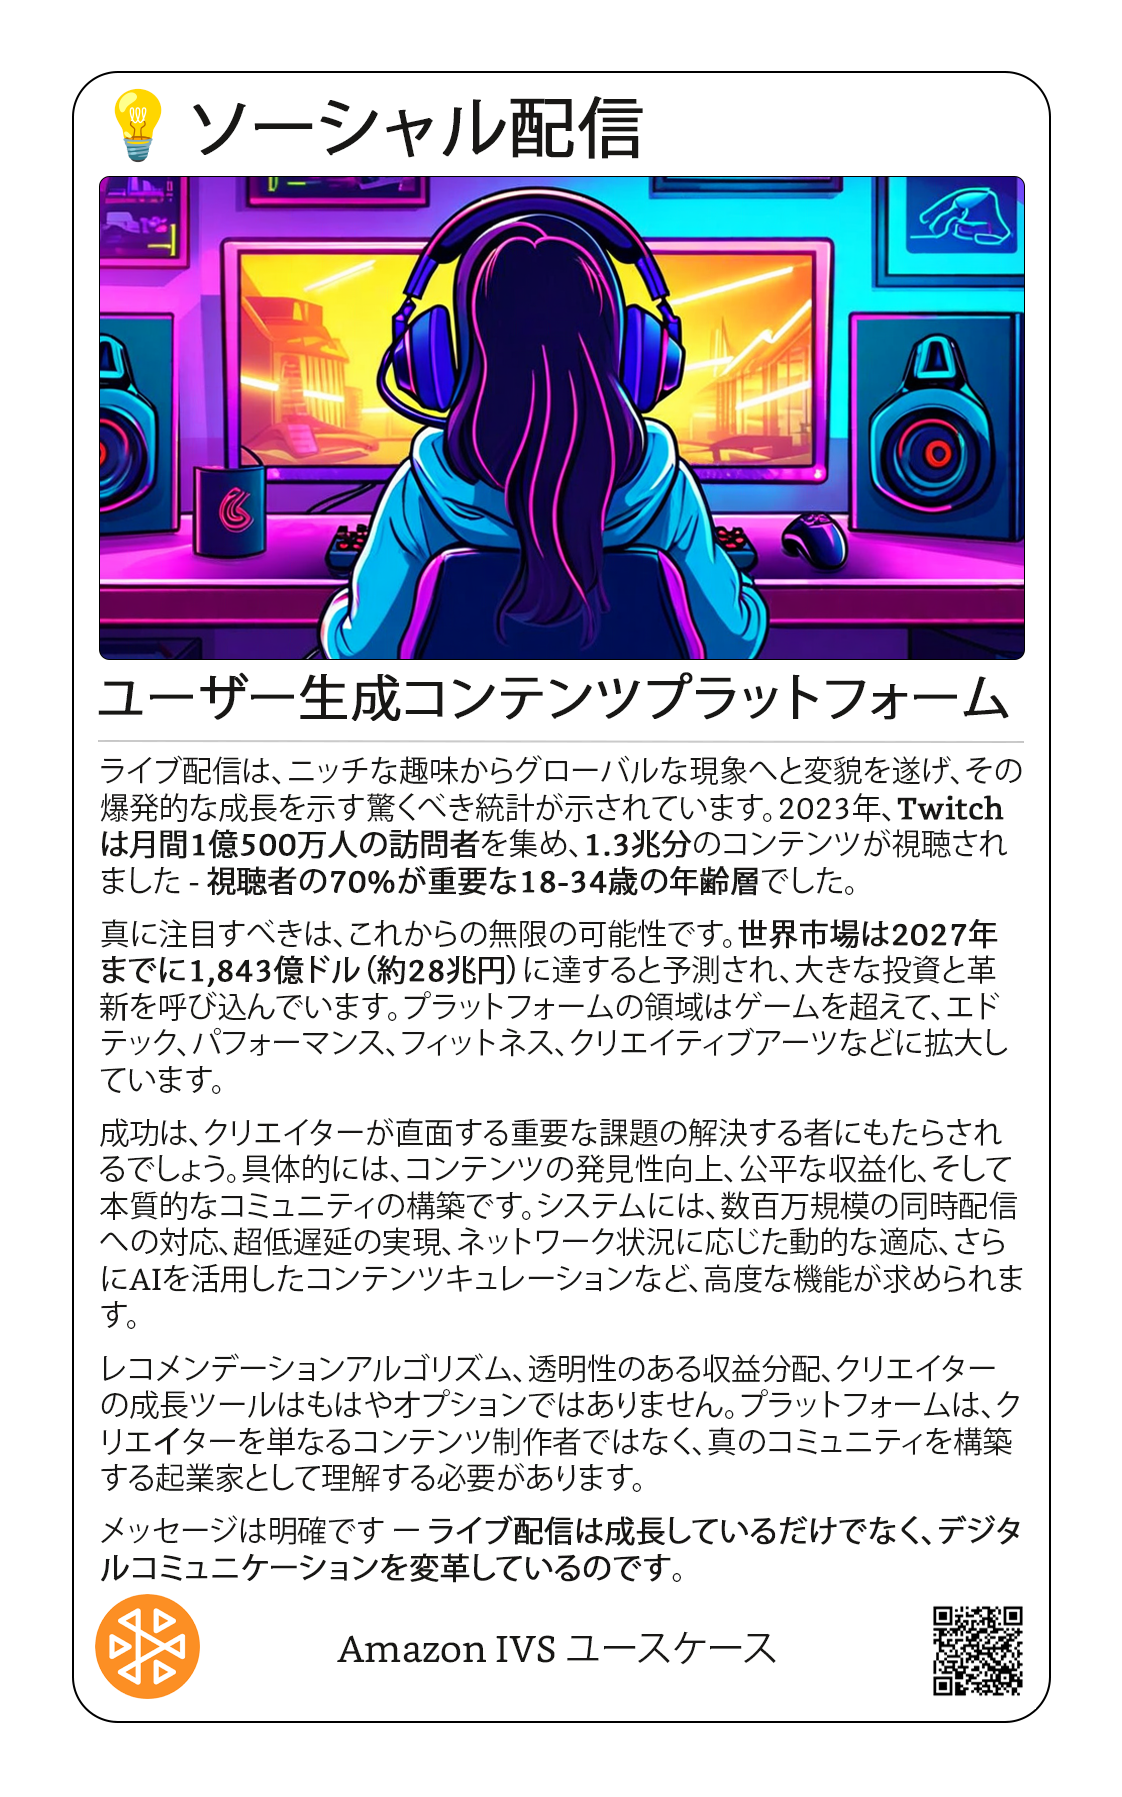 ソーシャル配信
ユーザー生成コンテンツプラットフォーム
ライブ配信は、ニッチな趣味からグローバルな現象へと変貌を遂げ、その
爆発的な成長を示す驚くべき統計が示されています。2023年、Twitch
は月間1億500万人の訪問者を集め、1.3兆分のコンテンツが視聴され
ました - 視聴者の70%が重要な18-34歳の年齢層でした。
真に注目すべきは、これからの無限の可能性です。世界市場は2027年
までに1,843億ドル（約28兆円）に達すると予測され、大きな投資と革
新を呼び込んでいます。プラットフォームの領域はゲームを超えて、エド
テック、パフォーマンス、フィットネス、クリエイティブアーツなどに拡大し
ています。
成功は、クリエイターが直面する重要な課題の解決する者にもたらされ
るでしょう。具体的には、コンテンツの発見性向上、公平な収益化、そして
本質的なコミュニティの構築です。システムには、数百万規模の同時配信
への対応、超低遅延の実現、ネットワーク状況に応じた動的な適応、さら
にAIを活用したコンテンツキュレーションなど、高度な機能が求められま
す。
レコメンデーションアルゴリズム、透明性のある収益分配、クリエイター
の成長ツールはもはやオプションではありません。プラットフォームは、ク
リエイターを単なるコンテンツ制作者ではなく、真のコミュニティを構築
する起業家として理解する必要があります。
メッセージは明確です ー ライブ配信は成長しているだけでなく、デジタ
ルコミュニケーションを変革しているのです。
Amazon IVS ユースケース